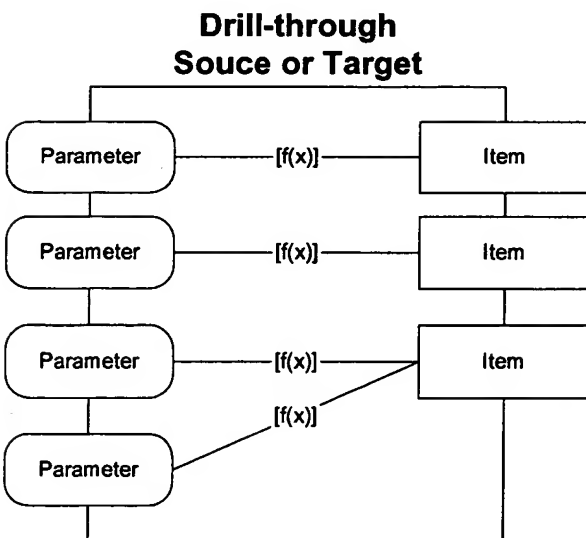 Drill-through
Souce or Target
Parameter [f(x)] Item
Parameter [f(x)] Item
Parameter [f(x)] Item
[f(x)]
Parameter